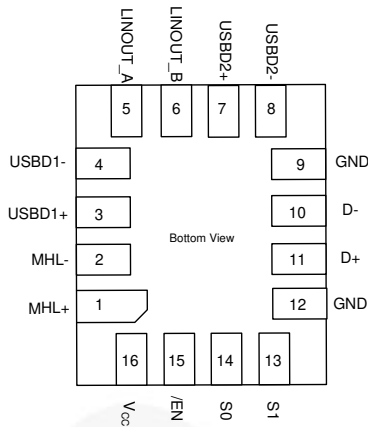 LINOUT_A
LINOUT_B
USBD2+
USBD2-
5
6
7
8
USBD1-
4
9
GND
USBD1+
3
10
D-
Bottom View
MHL-
2
11
D+
MHL+
1
12
GND
16
15
14
13
VCC
/EN
S0
S1